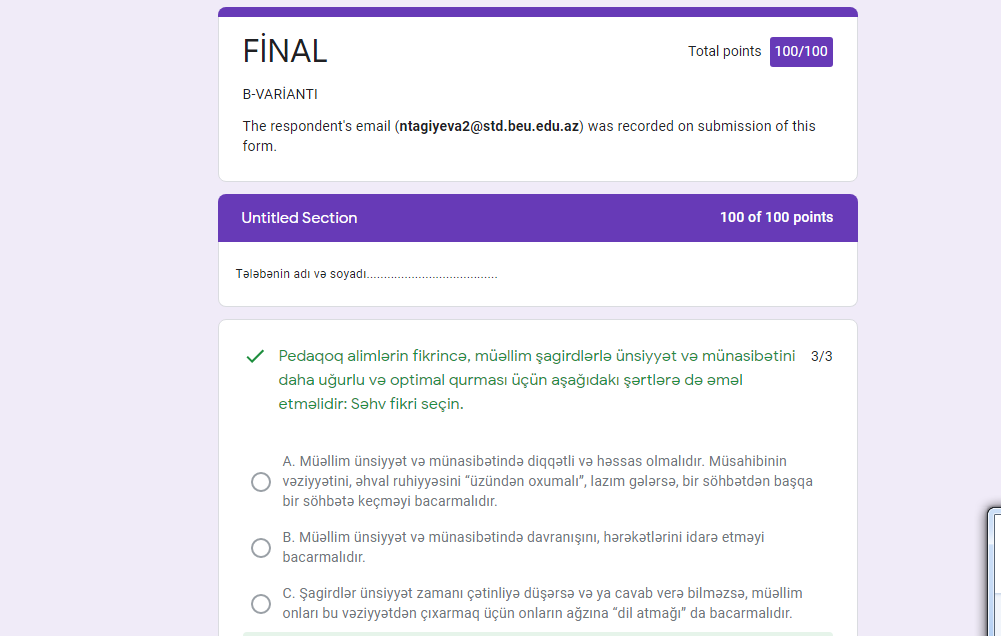 FİNAL
Total points 100/100
B-VARİANTI
The respondent's email (ntagiyeva2@std.beu.edu.az) was recorded on submission of this
form.
Untitled Section
100 of 100 points
Tələbənin adı və soyadı......................................
Pedaqoq alimlərin fikrincə, müəllim şagirdlərlə ünsiyyət və münasibətini
3/3
daha uğurlu və optimal qurması üçün aşağıdakı şərtlərə də əməl
etməlidir: Səhv fikri seçin.
A. Müəllim ünsiyyət və münasibətində diqqətli və həssas olmalıdır. Müsahibinin
vəziyyətini, əhval ruhiyyəsini “üzündən oxumalı”, lazım gələrsə, bir söhbətdən başqa
bir söhbətə keçməyi bacarmalıdır.
B. Müəllim ünsiyyət və münasibətində davranışını, hərəkətlərini idarə etməyi
bacarmalıdır.
C. Şagirdlər ünsiyyət zamanı çətinliyə düşərsə və ya cavab verə bilməzsə, müəllim
onları bu vəziyyətdən çıxarmaq üçün onların ağzına “dil atmağı” da bacarmalıdır.